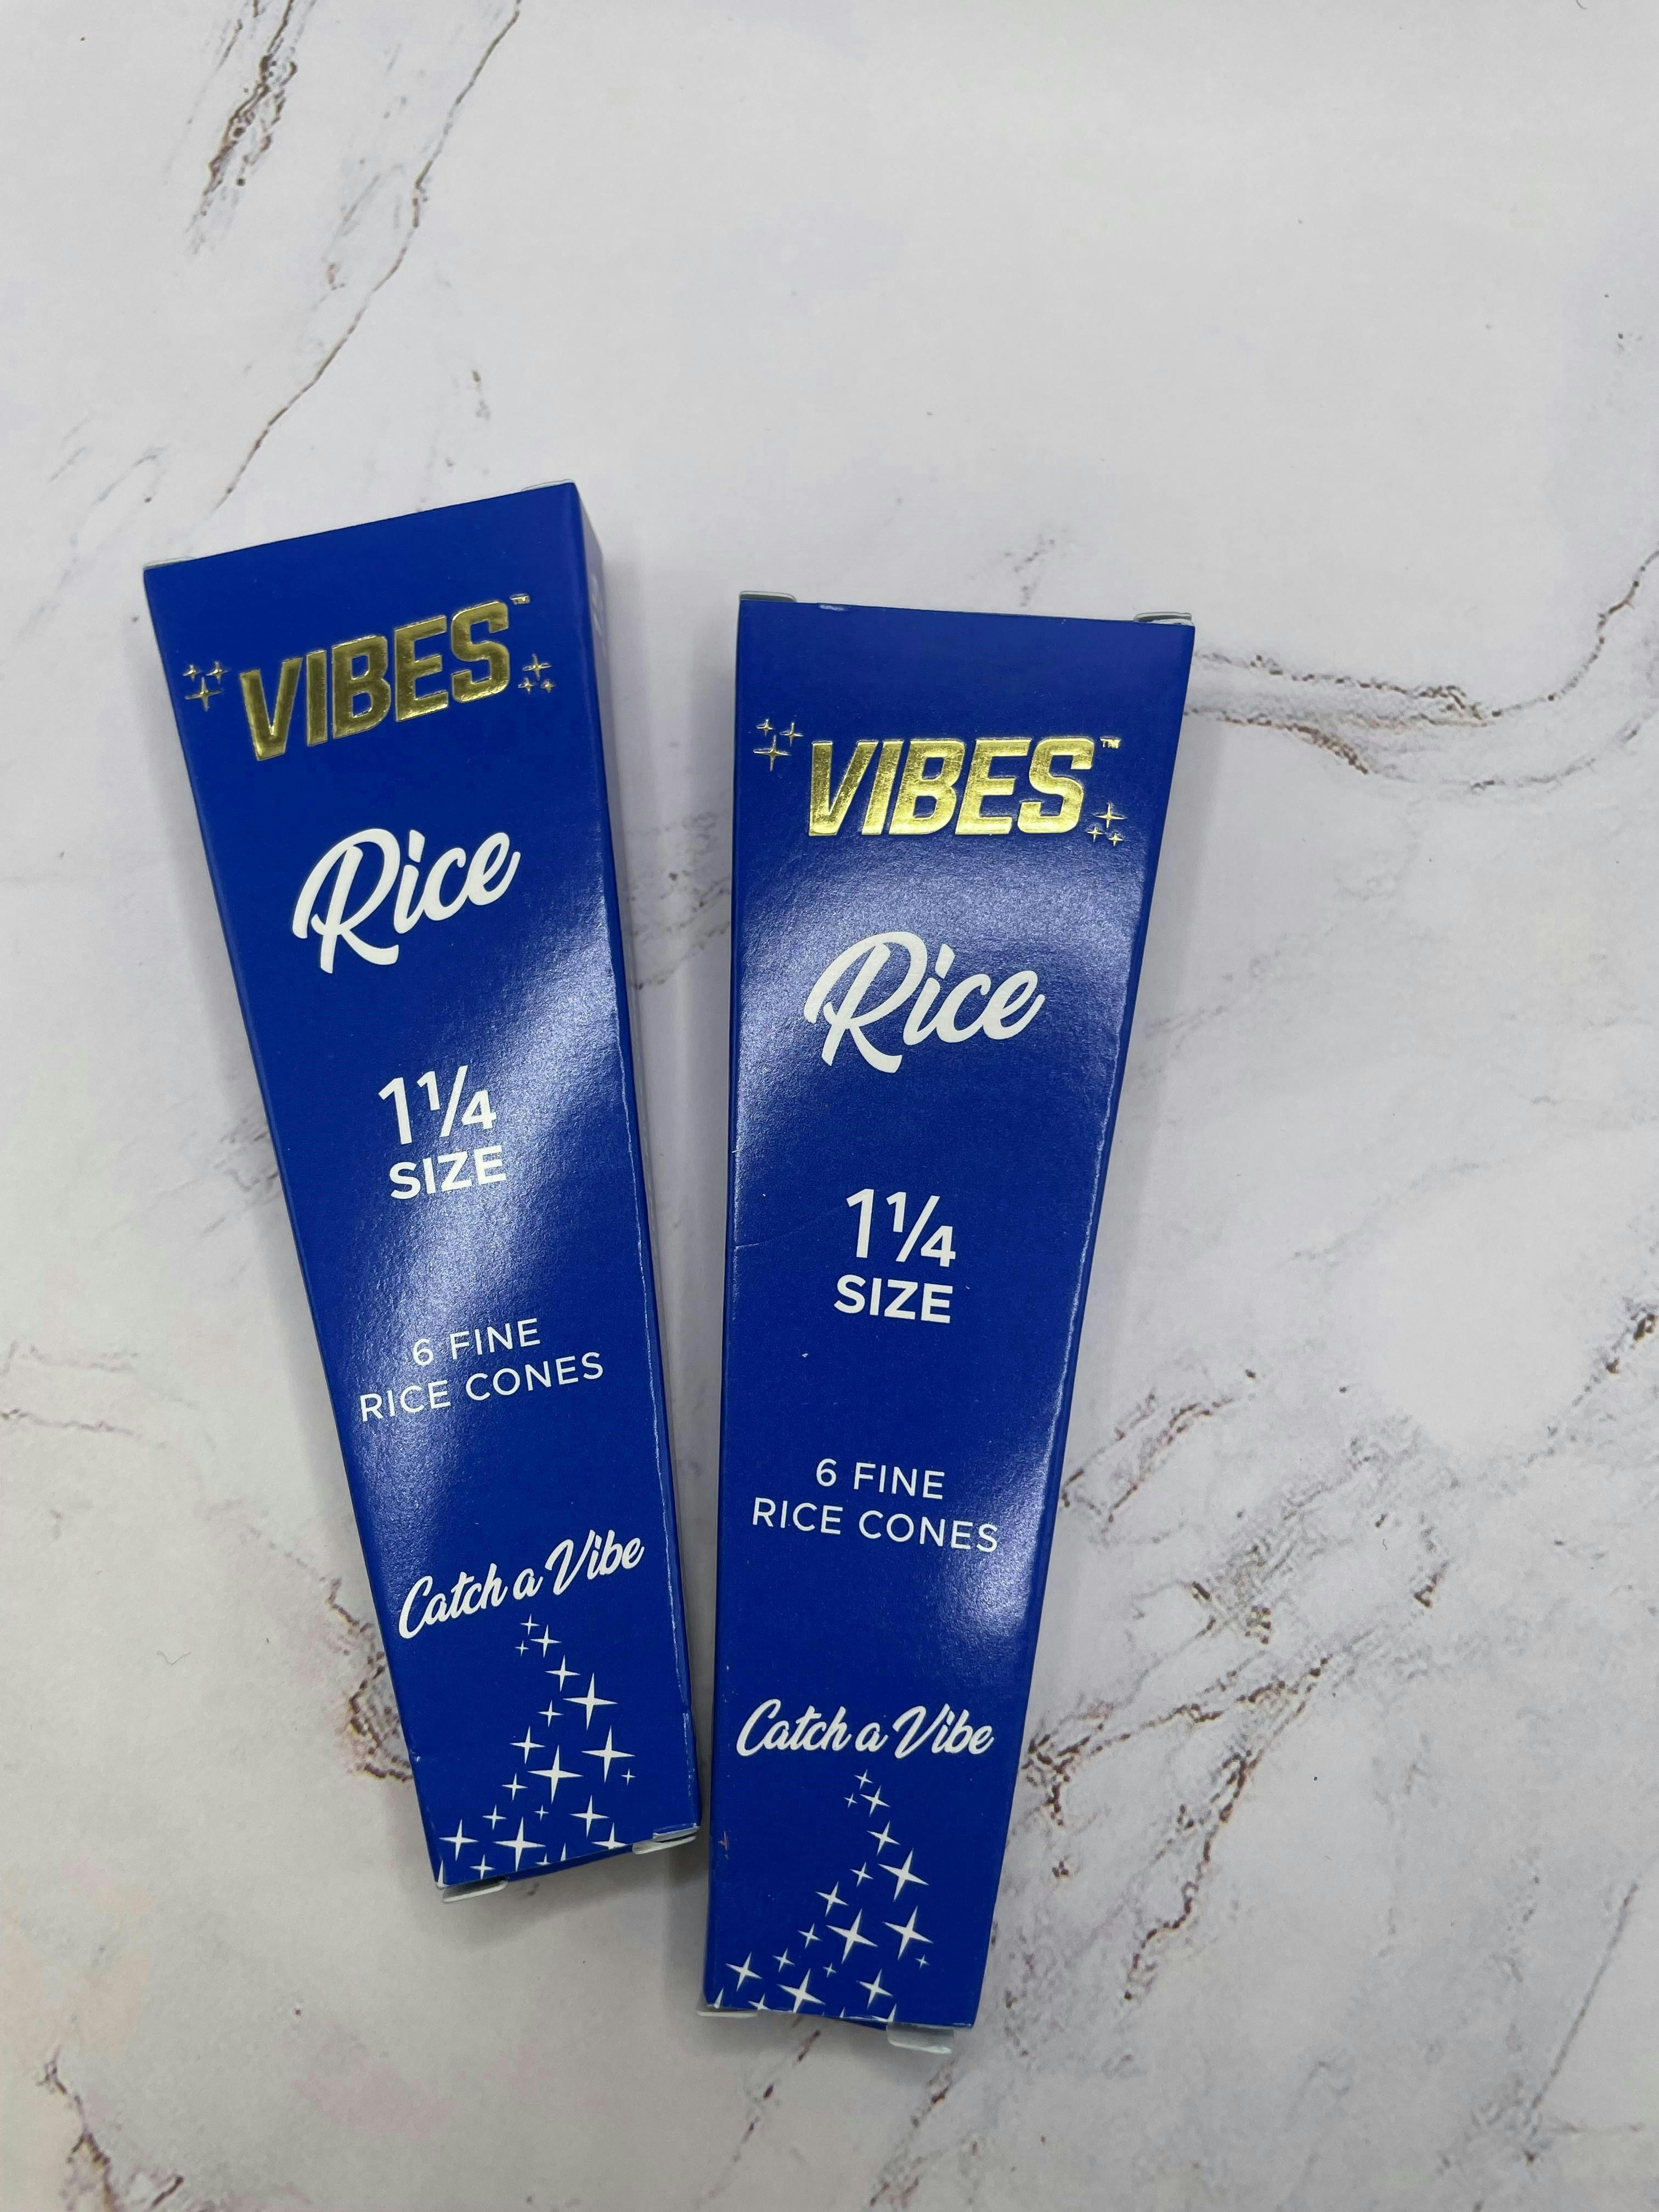 VIBES™
Rice
1¼
SIZE
6 FINE
RICE CONES
Catch a Vibe
VIBES™
Rice
1¼
SIZE
6 FINE
RICE CONES
Catch a Vibe